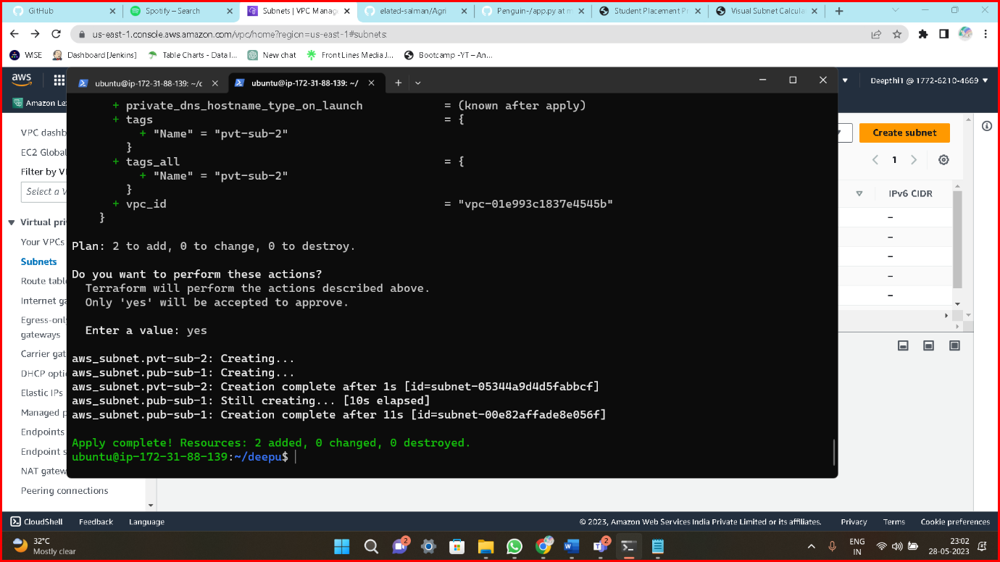 GitHub
Spotify – Search
Subnets | VPC Manag
elated-salman/Agri
Penguin-/app.py at m
Student Placement Pr
Visual Subnet Calcula
us-east-1.console.aws.amazon.com/vpc/home?region=us-east-1#subnets:
WISE
Dashboard [Jenkins]
Table Charts - Data I...
New chat
Front Lines Media J...
Bootcamp -YT – An...
aws
ubuntu@ip-172-31-88-139: ~/c
ubuntu@ip-172-31-88-139: ~/
Deepthi1 @ 1772-6210-4669
Amazon Lex
VPC dashb
EC2 Global
Filter by VP
Select a V
Virtual priv
Your VPCs
Subnets
Route table
Internet ga
Egress-only
gateways
Carrier gat
DHCP optio
Elastic IPs
Managed p
Endpoints
Endpoint s
NAT gatew
Peering connections
+ private_dns_hostname_type_on_launch = (known after apply)
+ tags = {
+ "Name" = "pvt-sub-2"
}
+ tags_all = {
+ "Name" = "pvt-sub-2"
}
+ vpc_id = "vpc-01e993c1837e4545b"
}
Plan: 2 to add, 0 to change, 0 to destroy.
Do you want to perform these actions?
Terraform will perform the actions described above.
Only 'yes' will be accepted to approve.
Enter a value: yes
aws_subnet.pvt-sub-2: Creating...
aws_subnet.pub-sub-1: Creating...
aws_subnet.pvt-sub-2: Creation complete after 1s [id=subnet-05344a9d4d5fabbcf]
aws_subnet.pub-sub-1: Still creating... [10s elapsed]
aws_subnet.pub-sub-1: Creation complete after 11s [id=subnet-00e82affade8e056f]
Apply complete! Resources: 2 added, 0 changed, 0 destroyed.
ubuntu@ip-172-31-88-139:~/deepu$
Create subnet
1
IPv6 CIDR
–
–
–
–
–
CloudShell
Feedback
Language
© 2023, Amazon Web Services India Private Limited or its affiliates.
Privacy
Terms
Cookie preferences
32°C
Mostly clear
2
2
ENG
IN
23:02
28-05-2023